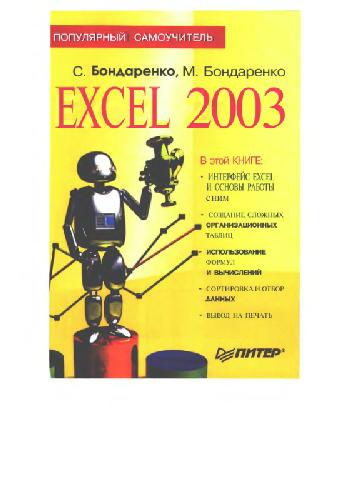 ПОПУЛЯРНЫЙ САМОУЧИТЕЛЬ
С. Бондаренко, М. Бондаренко
EXCEL 2003
В этой КНИГЕ:
• ИНТЕРФЕЙС EXCEL
И ОСНОВЫ РАБОТЫ
С НИМ
• СОЗДАНИЕ СЛОЖНЫХ
ОРГАНИЗАЦИОННЫХ
ТАБЛИЦ
• ИСПОЛЬЗОВАНИЕ
ФОРМУЛ
И ВЫЧИСЛЕНИЙ
• СОРТИРОВКА И ОТБОР
ДАННЫХ
• ВЫВОД НА ПЕЧАТЬ
ПИТЕР®